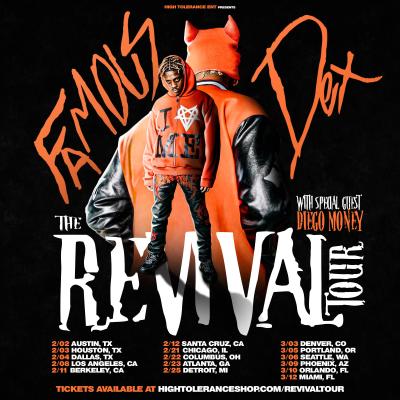 HIGH TOLERANCE ENT PRESENTS
FAMOUS
Dex
I
ME!
WITH SPECIAL GUEST
DIEGO MONEY
THE
REVIVAL
TOUR
2/02 AUSTIN, TX
2/03 HOUSTON, TX
2/04 DALLAS, TX
2/08 LOS ANGELES, CA
2/11 BERKELEY, CA
2/12 SANTA CRUZ, CA
2/21 CHICAGO, IL
2/22 COLUMBUS, OH
2/23 ATLANTA, GA
2/25 DETROIT, MI
3/03 DENVER, CO
3/05 PORTLAND, OR
3/06 SEATTLE, WA
3/09 PHOENIX, AZ
3/10 ORLANDO, FL
3/12 MIAMI, FL
TICKETS AVAILABLE AT HIGHTOLERANCESHOP.COM/REVIVALTOUR